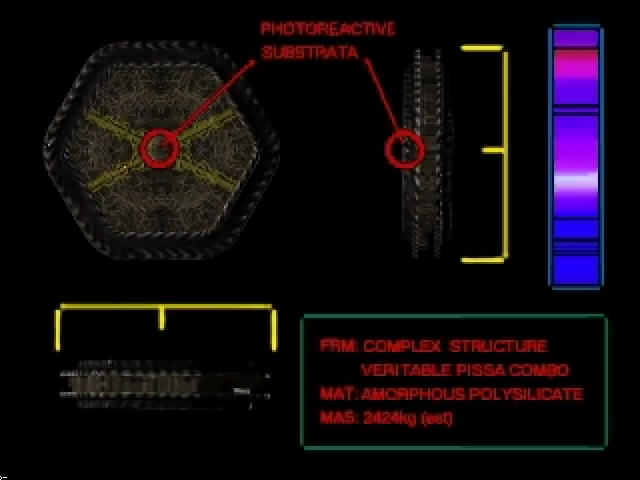 PHOTOREACTIVE
SUBSTRATA
FRM: COMPLEX STRUCTURE
VERITABLE PISSA COMBO
MAT: AMORPHOUS POLYSILICATE
MAS: 2424kg (est)